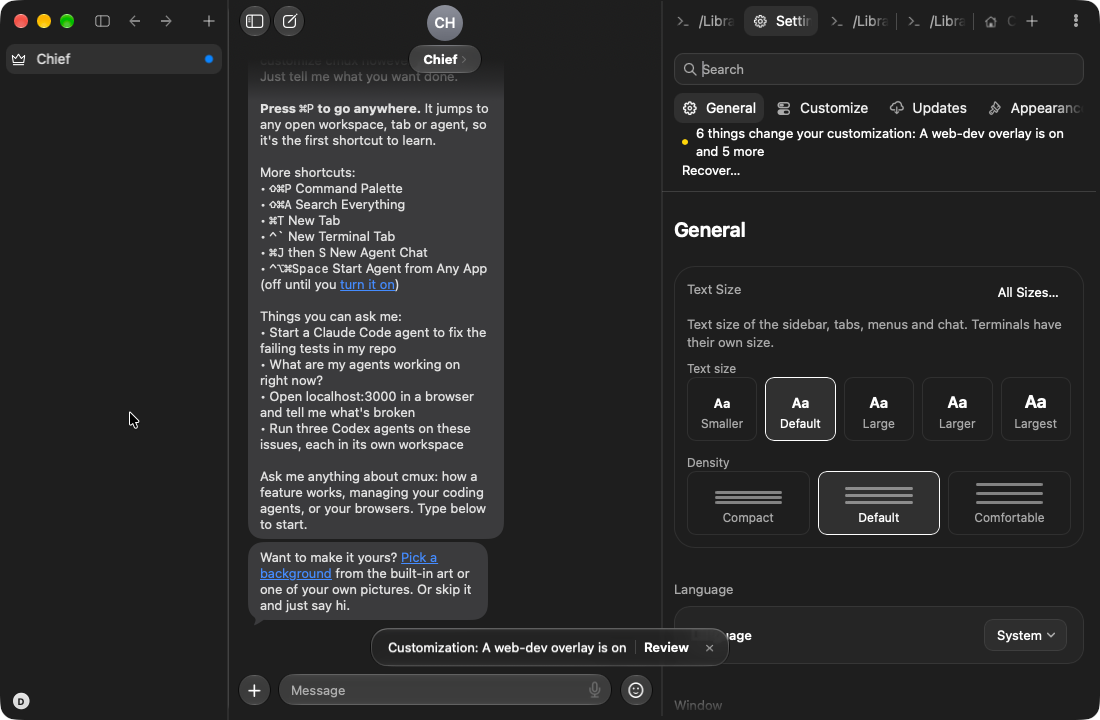 Chief
D
CH
Chief
Just tell me what you want done.
Press ⌘P to go anywhere. It jumps to
any open workspace, tab or agent, so
it's the first shortcut to learn.
More shortcuts:
• ⇧⌘P Command Palette
• ⇧⌘A Search Everything
• ⌘T New Tab
• ^` New Terminal Tab
• ⌘J then S New Agent Chat
• ^⌥⌘Space Start Agent from Any App
(off until you turn it on)
Things you can ask me:
• Start a Claude Code agent to fix the
failing tests in my repo
• What are my agents working on
right now?
• Open localhost:3000 in a browser
and tell me what's broken
• Run three Codex agents on these
issues, each in its own workspace
Ask me anything about cmux: how a
feature works, managing your coding
agents, or your browsers. Type below
to start.
Want to make it yours? Pick a
background from the built-in art or
one of your own pictures. Or skip it
and just say hi.
Customization: A web-dev overlay is on
Review
Message
/Libra
Settin
/Libra
/Libra
Search
General
Customize
Updates
Appearanc
6 things change your customization: A web-dev overlay is on
and 5 more
Recover...
General
Text Size
All Sizes...
Text size of the sidebar, tabs, menus and chat. Terminals have
their own size.
Text size
Aa Aa Aa Aa Aa
Smaller Default Large Larger Largest
Density
Compact Default Comfortable
Language
System
Window